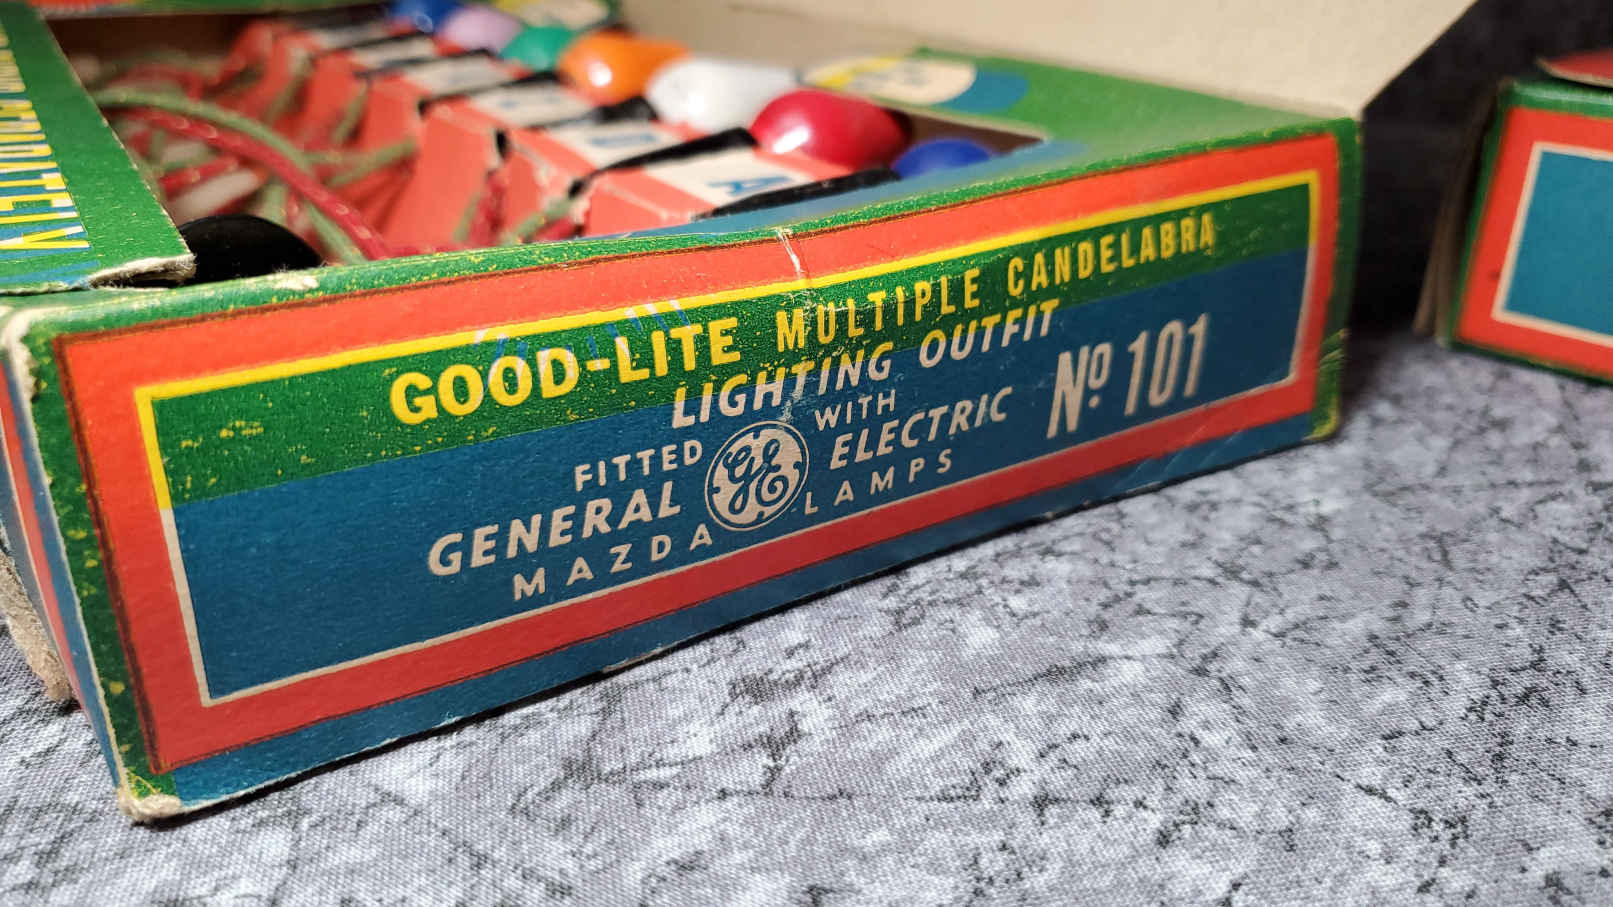 GOOD-LITE MULTIPLE CANDELABRA
LIGHTING OUTFIT
FITTED WITH
GENERAL GE ELECTRIC
MAZDA LAMPS
Nº 101